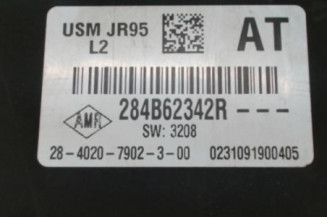 USM JR95
L2
AT
284B62342R ---
AMR
SW: 3208
28-4020-7902-3-00 0231091900405